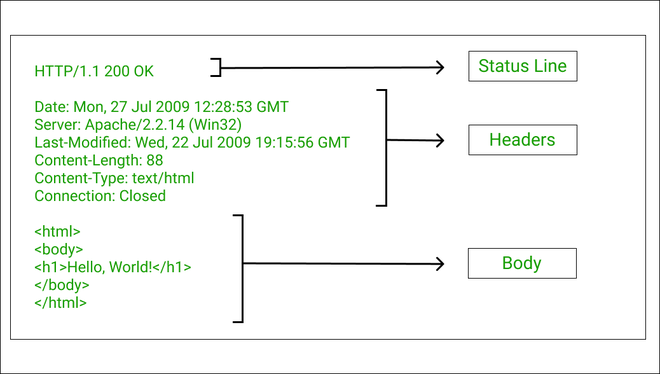 HTTP/1.1 200 OK
Status Line
Date: Mon, 27 Jul 2009 12:28:53 GMT
Server: Apache/2.2.14 (Win32)
Last-Modified: Wed, 22 Jul 2009 19:15:56 GMT
Content-Length: 88
Content-Type: text/html
Connection: Closed
Headers
<html>
<body>
<h1>Hello, World!</h1>
</body>
</html>
Body